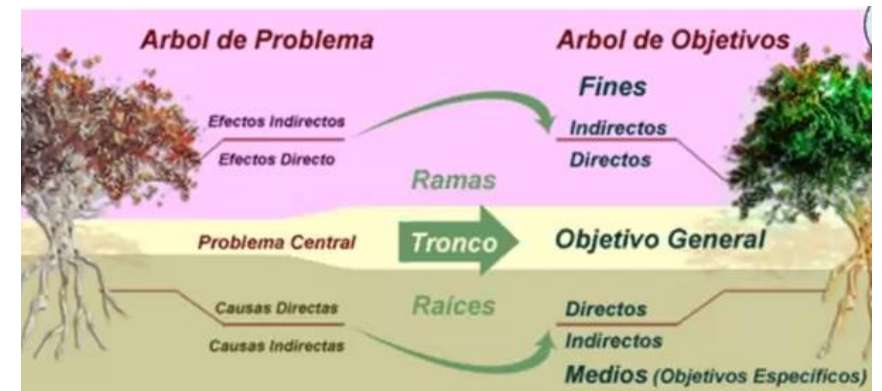 Arbol de Problema
Arbol de Objetivos
Fines
Efectos Indirectos
Indirectos
Efectos Directo
Directos
Ramas
Problema Central
Tronco
Objetivo General
Causas Directas
Raíces
Directos
Causas Indirectas
Indirectos
Medios (Objetivos Específicos)